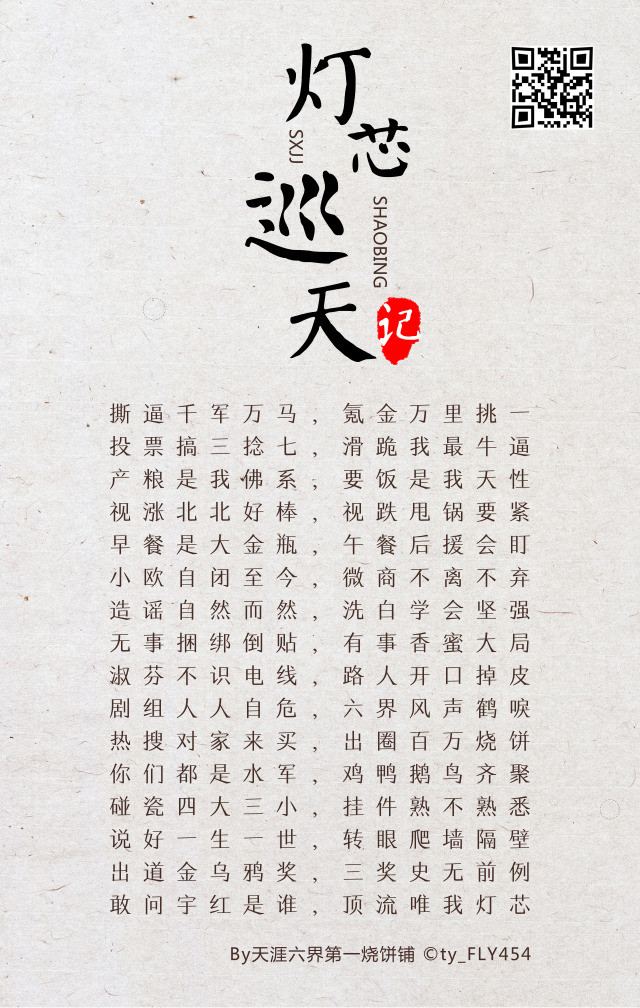 灯芯
SXJJ
巡天
SHAOBING
记
撕逼千军万马，氪金万里挑一
投票搞三捻七，滑跪我最牛逼
产粮是我佛系，要饭是我天性
视涨北北好棒，视跌甩锅要紧
早餐是大金瓶，午餐后援会盯
小欧自闭至今，微商不离不弃
造谣自然而然，洗白学会坚强
无事捆绑倒贴，有事香蜜大局
淑芬不识电线，路人开口掉皮
剧组人人自危，六界风声鹤唳
热搜对家来买，出圈百万烧饼
你们都是水军，鸡鸭鹅鸟齐聚
碰瓷四大三小，挂件熟不熟悉
说好一生一世，转眼爬墙隔壁
出道金乌鸦奖，三奖史无前例
敢问宇红是谁，顶流唯我灯芯
By天涯六界第一烧饼铺 ©ty_FLY454